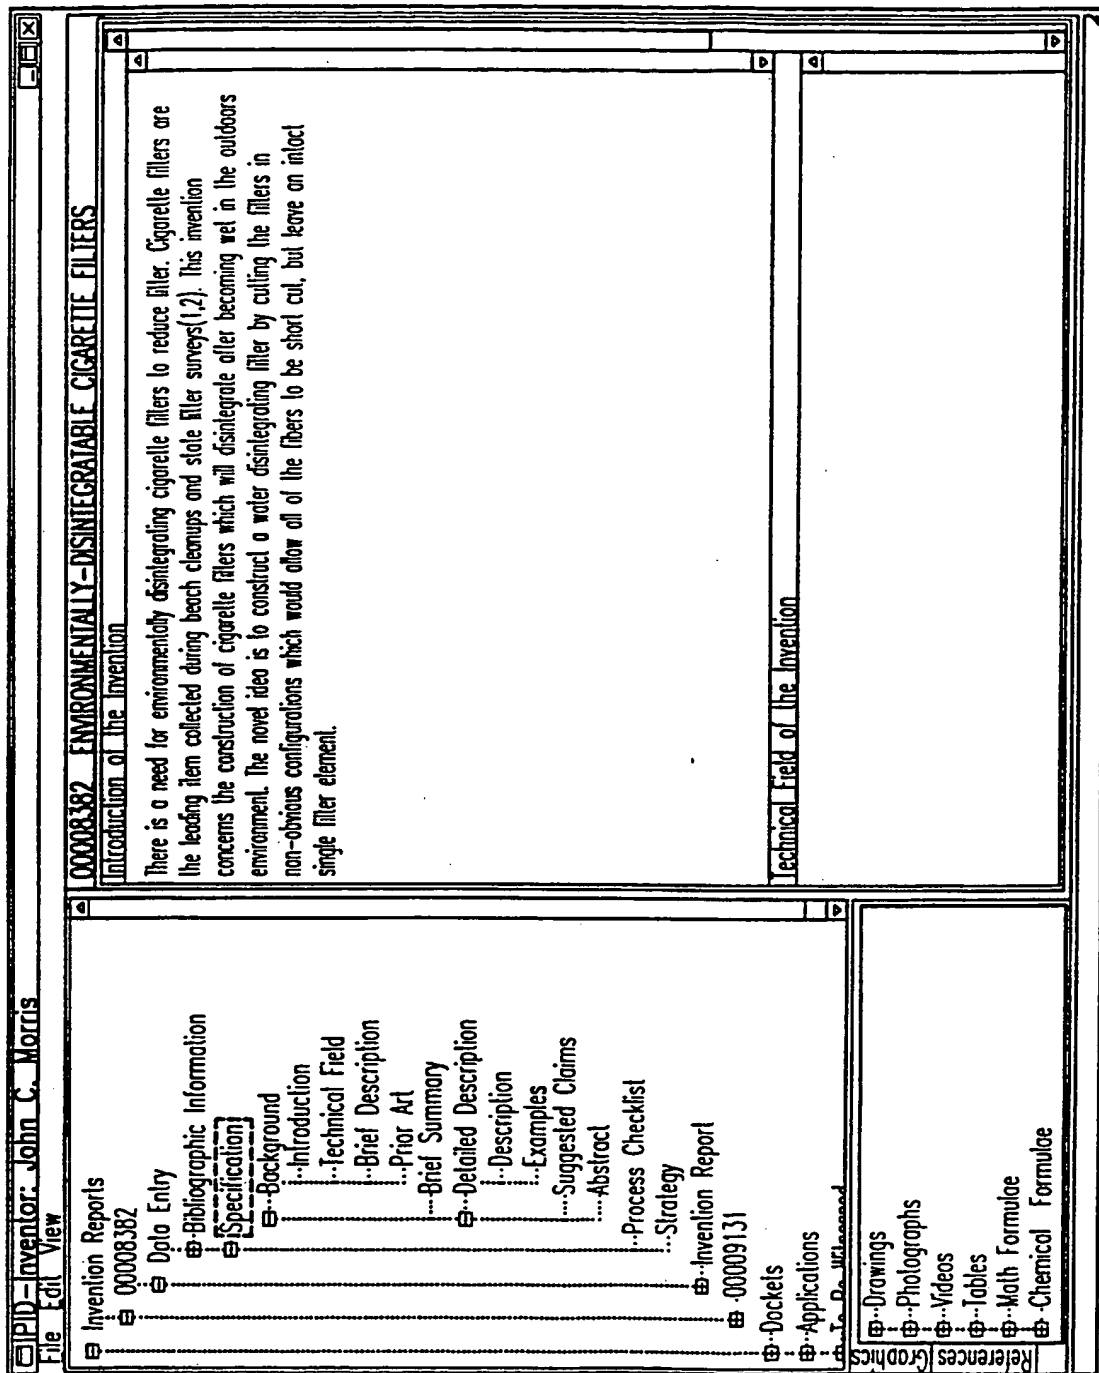 IPID-Inventor: John C. Morris
File Edit View
Invention Reports
00008382
Data Entry
Bibliographic Information
Specification
Background
Introduction
Technical Field
Brief Description
Prior Art
Brief Summary
Detailed Description
Description
Examples
Suggested Claims
Abstract
Process Checklist
Strategy
Invention Report
00009131
Dockets
Applications
To Be Witnessed
References
Graphics
Drawings
Photographs
Videos
Tables
Math Formulae
Chemical Formulae
00008382 ENVIRONMENTALLY-DISINTEGRATABLE CIGARETTE FILTERS
Introduction of the Invention
There is a need for environmentally disintegrating cigarette filters to reduce litter. Cigarette filters are
the leading item collected during beach cleanups and state litter surveys(1,2). This invention
concerns the construction of cigarette filters which will disintegrate after becoming wet in the outdoors
environment. The novel idea is to construct a water disintegrating filter by cutting the filters in
non-obvious configurations which would allow all of the fibers to be short cut, but leave an intact
single filter element.
Technical Field of the Invention